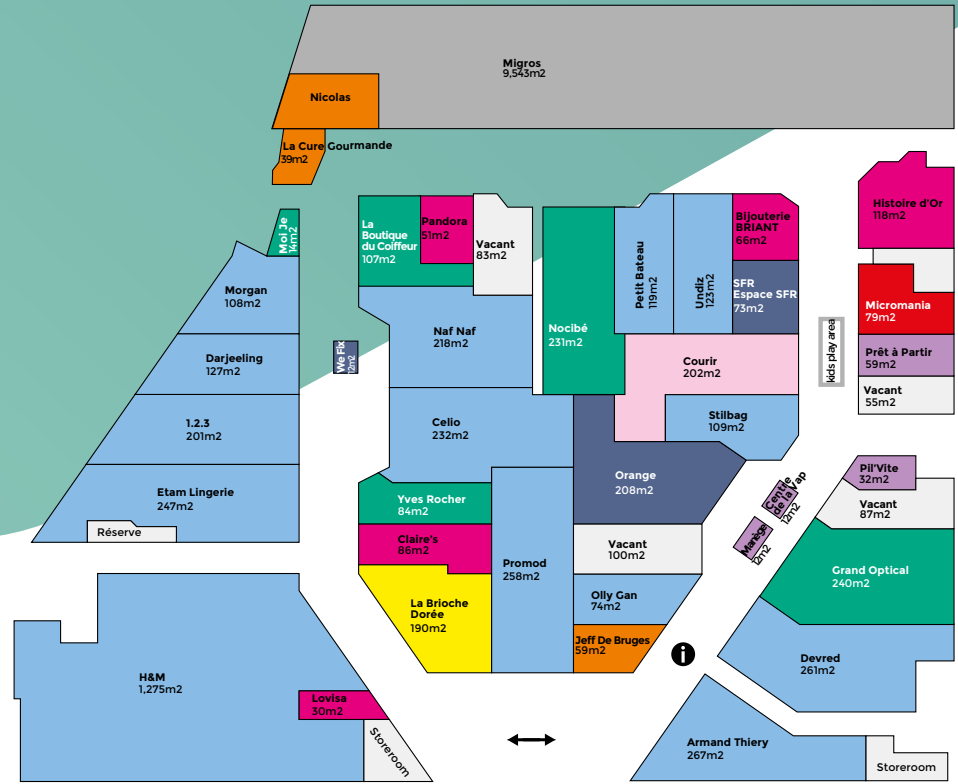 Migros
9,543m2
Nicolas
La Cure Gourmande
39m2
Moi Je
14m2
La
Boutique
du Coiffeur
107m2
Pandora
51m2
Vacant
83m2
Nocibé
231m2
Petit Bateau
119m2
Undiz
123m2
Bijouterie
BRIANT
66m2
SFR
Espace SFR
73m2
Histoire d'Or
118m2
Micromania
79m2
Prêt à Partir
59m2
Vacant
55m2
kids play area
Morgan
108m2
Darjeeling
127m2
1.2.3
201m2
Etam Lingerie
247m2
Réserve
We Fix
12m2
Naf Naf
218m2
Celio
232m2
Courir
202m2
Stilbag
109m2
Orange
208m2
Yves Rocher
84m2
Claire's
86m2
La Brioche
Dorée
190m2
Promod
258m2
Vacant
100m2
Olly Gan
74m2
Jeff De Bruges
59m2
Centre
de la Vap
12m2
Manège
12m2
Pil'Vite
32m2
Vacant
87m2
Grand Optical
240m2
Devred
261m2
i
H&M
1,275m2
Lovisa
30m2
Storeroom
Armand Thiery
267m2
Storeroom